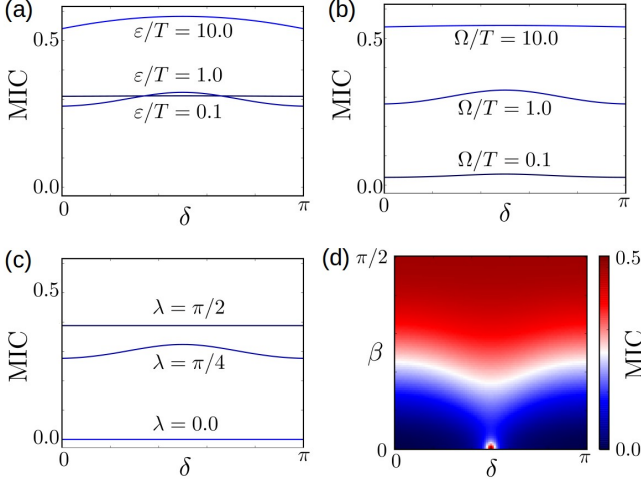 (a)
0.5
ε/T = 10.0
ε/T = 1.0
ε/T = 0.1
MIC
0.0
0
δ
π
(b)
0.5
Ω/T = 10.0
Ω/T = 1.0
Ω/T = 0.1
MIC
0.0
0
δ
π
(c)
0.5
λ = π/2
λ = π/4
λ = 0.0
MIC
0.0
0
δ
π
(d)
π/2
β
0
0
δ
π
0.5
MIC
0.0